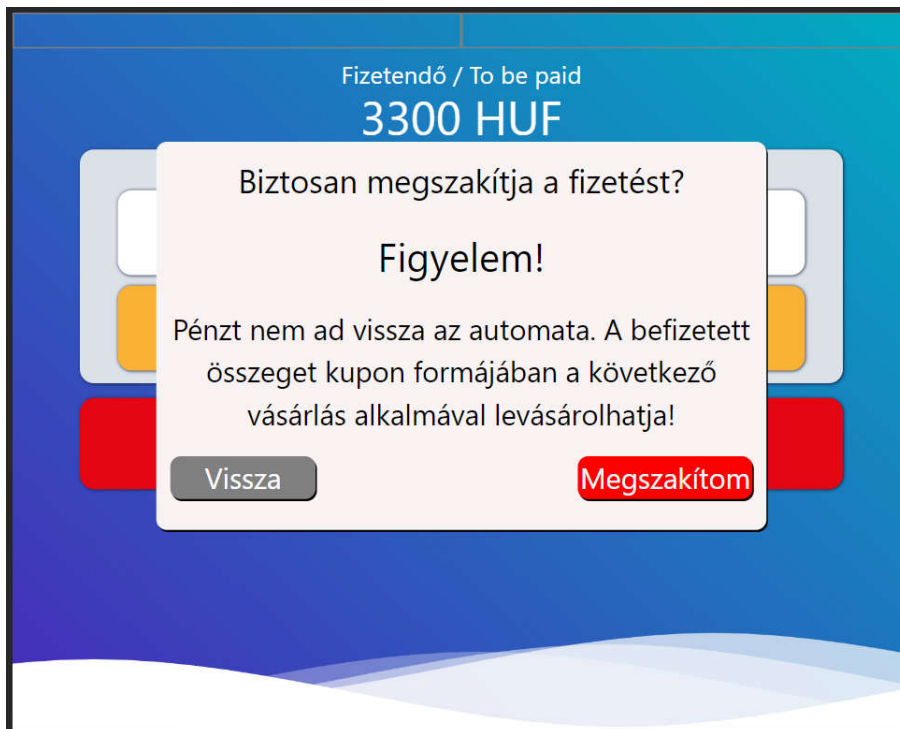 Fizetendő / To be paid
3300 HUF
Biztosan megszakítja a fizetést?
Figyelem!
Pénzt nem ad vissza az automata. A befizetett
összeget kupon formájában a következő
vásárlás alkalmával levásárolhatja!
Vissza
Megszakítom